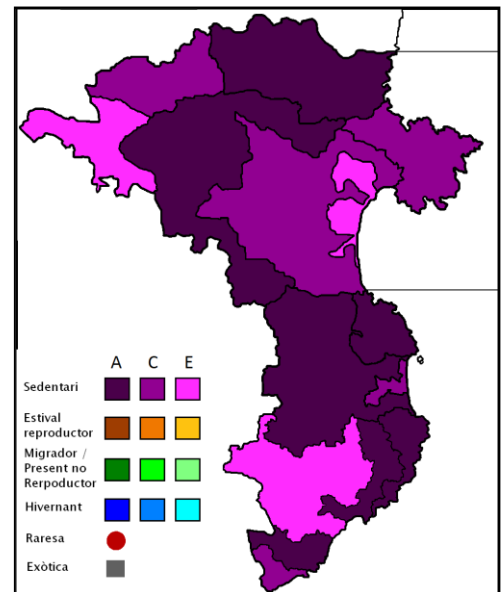 A C E
Sedentari
Estival
reproductor
Migrador /
Present no
Rerpoductor
Hivernant
Raresa
Exòtica